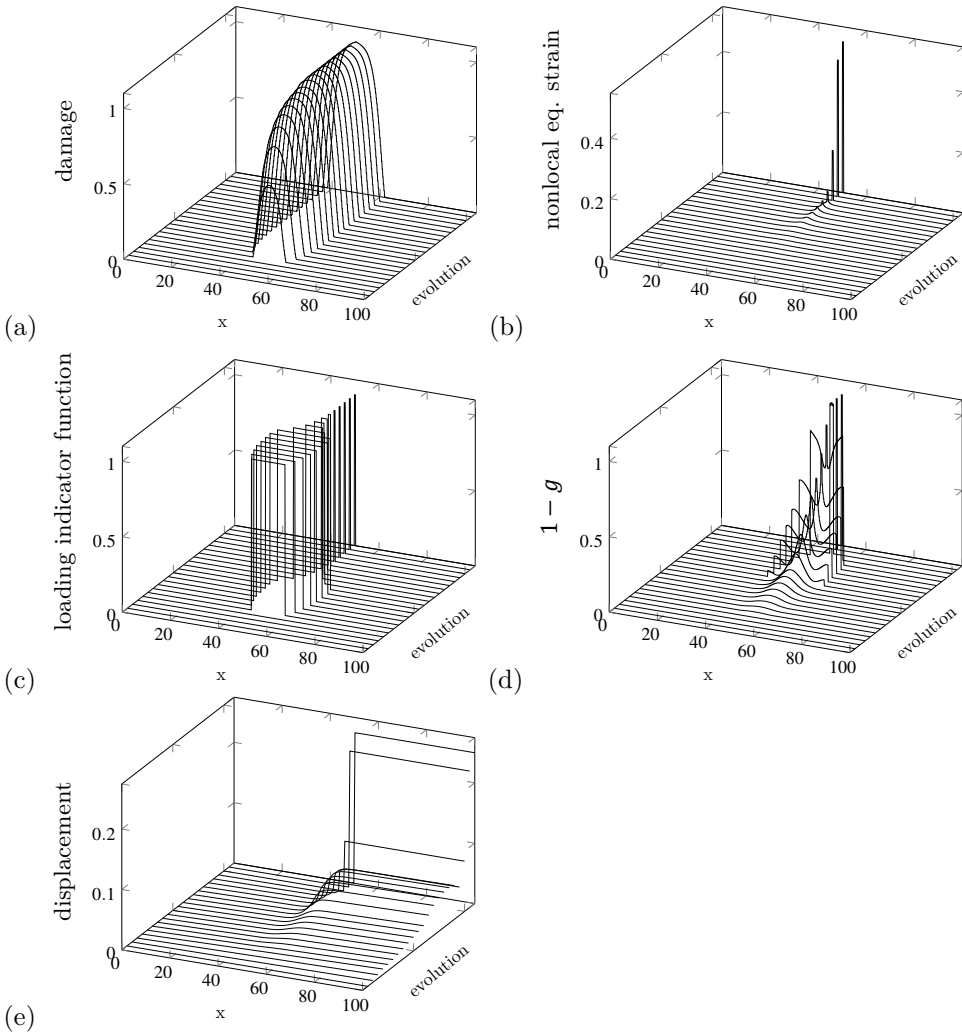 damage
1
0.5
0
0
20
40
60
80
100
x
evolution
(a)
nonlocal eq. strain
0.4
0.2
0
0
20
40
60
80
100
x
evolution
(b)
loading indicator function
1
0.5
0
0
20
40
60
80
100
x
evolution
(c)
1 − g
1
0.5
0
0
20
40
60
80
100
x
evolution
(d)
displacement
0.2
0.1
0
0
20
40
60
80
100
x
evolution
(e)